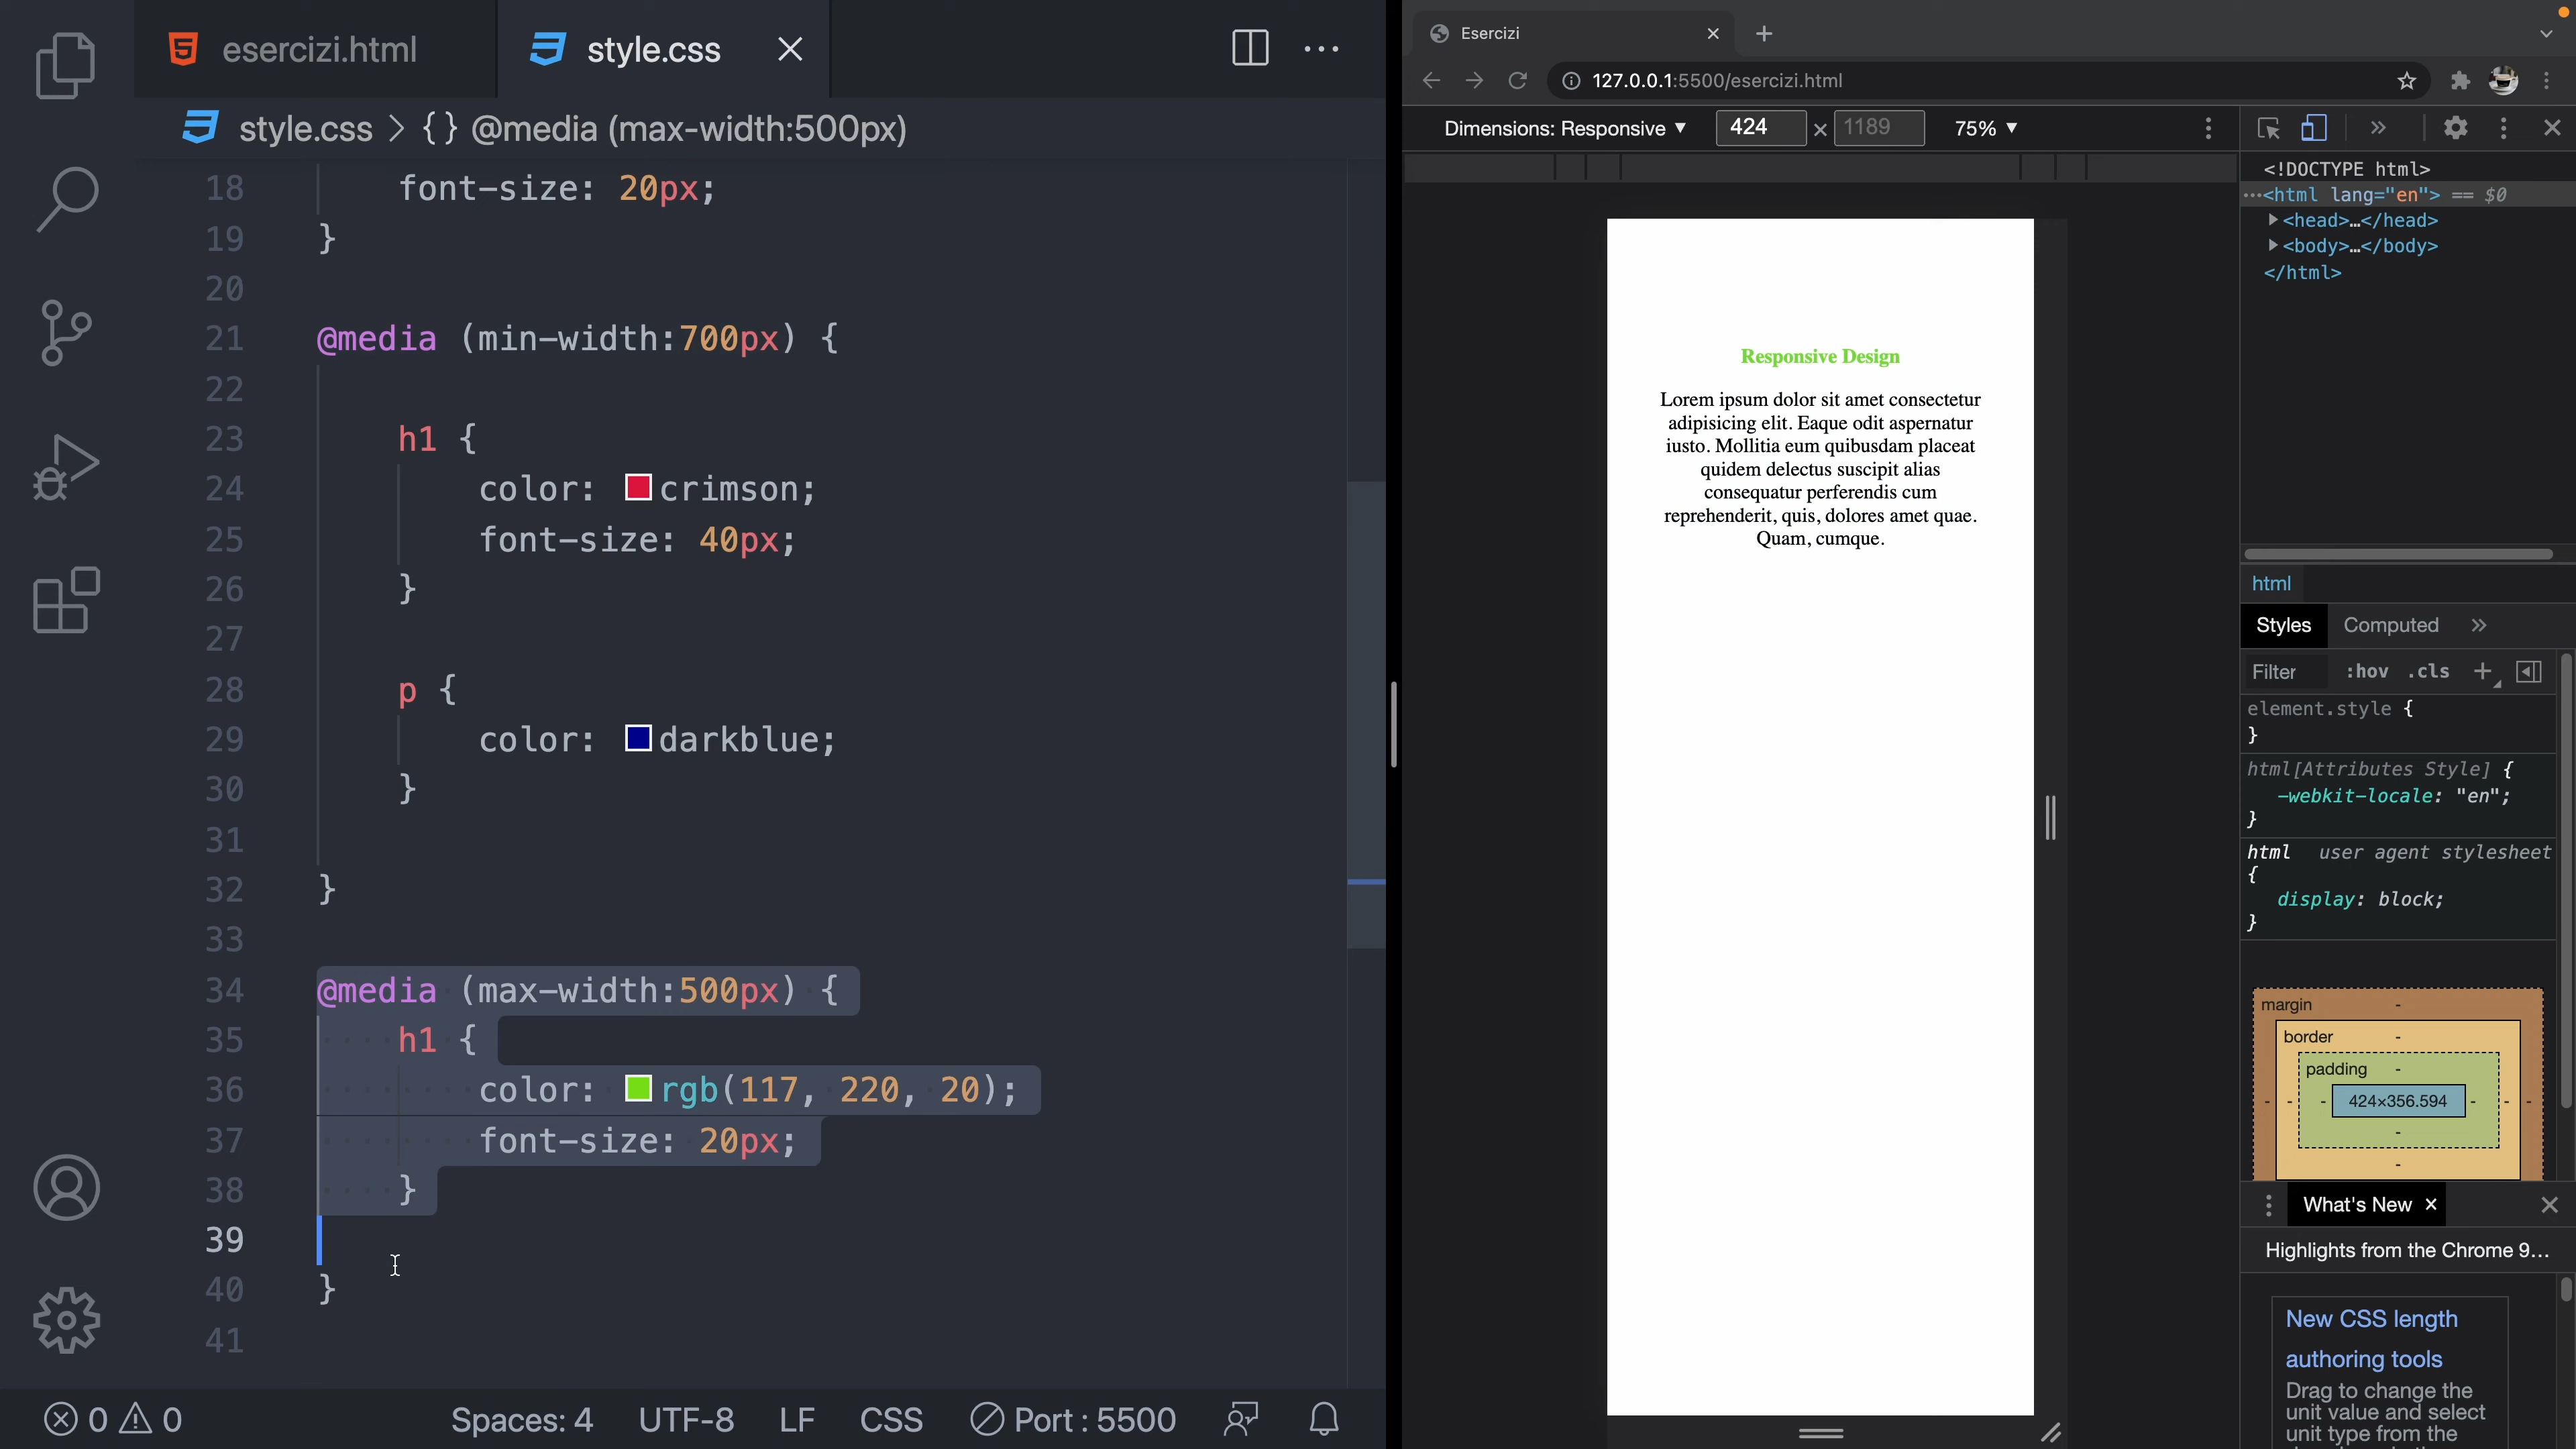 esercizi.html
style.css
style.css > {} @media (max-width:500px)
18 font-size: 20px;
19 }
20
21 @media (min-width:700px) {
22
23 h1 {
24 color: crimson;
25 font-size: 40px;
26 }
27
28 p {
29 color: darkblue;
30 }
31
32 }
33
34 @media (max-width:500px) {
35 h1 {
36 color: rgb(117, 220, 20);
37 font-size: 20px;
38 }
39
40 }
41
0 0 Spaces: 4 UTF-8 LF CSS Port : 5500
Esercizi
127.0.0.1:5500/esercizi.html
Dimensions: Responsive 424 × 1189 75%
Responsive Design
Lorem ipsum dolor sit amet consectetur
adipisicing elit. Eaque odit aspernatur
iusto. Mollitia eum quibusdam placeat
quidem delectus suscipit alias
consequatur perferendis cum
reprehenderit, quis, dolores amet quae.
Quam, cumque.
<!DOCTYPE html>
…<html lang="en"> == $0
<head>…</head>
<body>…</body>
</html>
html
Styles Computed »
Filter :hov .cls +
element.style {
}
html[Attributes Style] {
-webkit-locale: "en";
}
html user agent stylesheet
{
display: block;
}
margin -
border -
padding -
- - - 424×356.594 - - -
-
-
What's New
Highlights from the Chrome 9…
New CSS length
authoring tools
Drag to change the
unit value and select
unit type from the